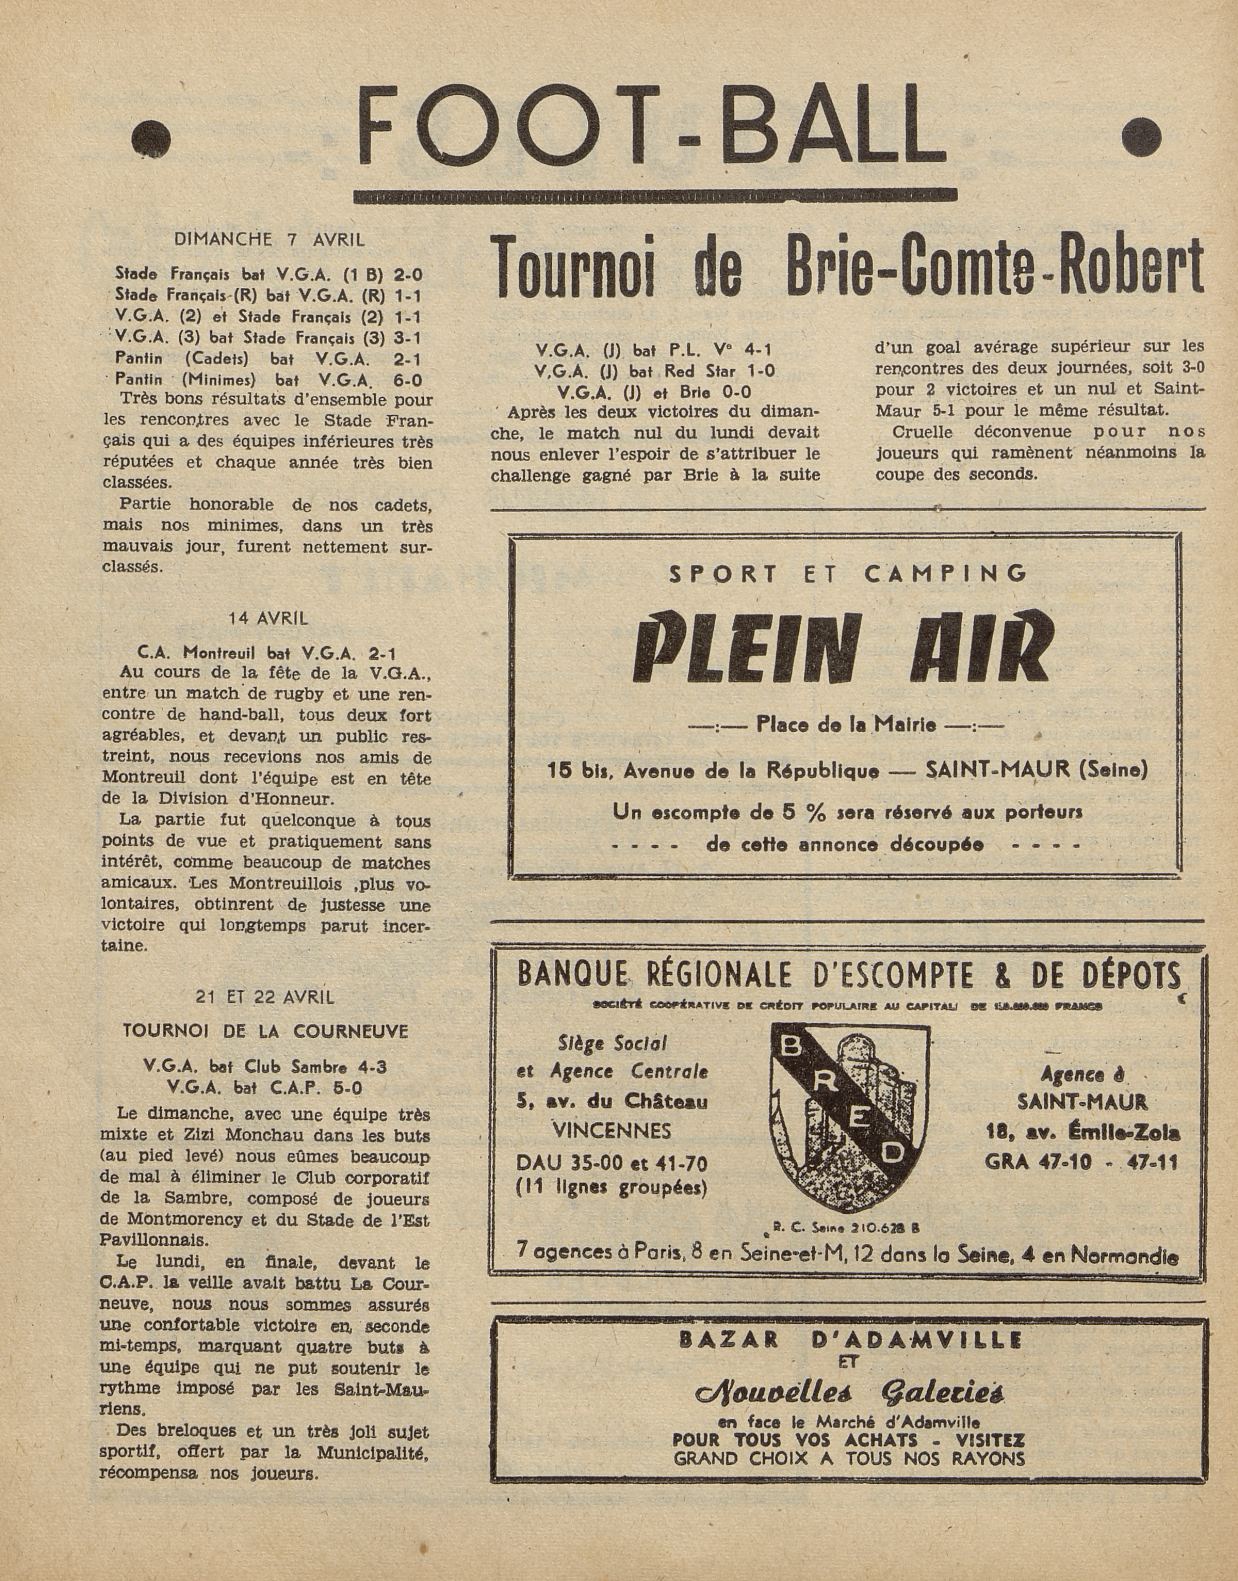 FOOT-BALL
DIMANCHE 7 AVRIL
Stade Français bat V.G.A. (1 B) 2-0
Stade Français (R) bat V.G.A. (R) 1-1
V.G.A. (2) et Stade Français (2) 1-1
V.G.A. (3) bat Stade Français (3) 3-1
Pantin (Cadets) bat V.G.A. 2-1
Pantin (Minimes) bat V.G.A. 6-0
Très bons résultats d'ensemble pour
les rencontres avec le Stade Fran-
çais qui a des équipes inférieures très
réputées et chaque année très bien
classées.
Partie honorable de nos cadets,
mais nos minimes, dans un très
mauvais jour, furent nettement sur-
classés.
14 AVRIL
C.A. Montreuil bat V.G.A. 2-1
Au cours de la fête de la V.G.A.,
entre un match de rugby et une ren-
contre de hand-ball, tous deux fort
agréables, et devant un public res-
treint, nous recevions nos amis de
Montreuil dont l'équipe est en tête
de la Division d'Honneur.
La partie fut quelconque à tous
points de vue et pratiquement sans
intérêt, comme beaucoup de matches
amicaux. Les Montreuillois ,plus vo-
lontaires, obtinrent de justesse une
victoire qui longtemps parut incer-
taine.
21 ET 22 AVRIL
TOURNOI DE LA COURNEUVE
V.G.A. bat Club Sambre 4-3
V.G.A. bat C.A.P. 5-0
Le dimanche, avec une équipe très
mixte et Zizi Monchau dans les buts
(au pied levé) nous eûmes beaucoup
de mal à éliminer le Club corporatif
de la Sambre, composé de joueurs
de Montmorency et du Stade de l'Est
Pavillonnais.
Le lundi, en finale, devant le
C.A.P. la veille avait battu La Cour-
neuve, nous nous sommes assurés
une confortable victoire en seconde
mi-temps, marquant quatre buts à
une équipe qui ne put soutenir le
rythme imposé par les Saint-Mau-
riens.
Des breloques et un très joli sujet
sportif, offert par la Municipalité,
récompensa nos joueurs.
Tournoi de Brie-Comte-Robert
V.G.A. (J) bat P.L. Vᵉ 4-1
V.G.A. (J) bat Red Star 1-0
V.G.A. (J) et Brie 0-0
Après les deux victoires du diman-
che, le match nul du lundi devait
nous enlever l'espoir de s'attribuer le
challenge gagné par Brie à la suite
d'un goal avérage supérieur sur les
rencontres des deux journées, soit 3-0
pour 2 victoires et un nul et Saint-
Maur 5-1 pour le même résultat.
Cruelle déconvenue pour nos
joueurs qui ramènent néanmoins la
coupe des seconds.
SPORT ET CAMPING
PLEIN AIR
—:— Place de la Mairie —:—
15 bis, Avenue de la République — SAINT-MAUR (Seine)
Un escompte de 5 % sera réservé aux porteurs
- - - - de cette annonce découpée - - - -
BANQUE RÉGIONALE D'ESCOMPTE & DE DÉPOTS
SOCIÉTÉ COOPÉRATIVE DE CRÉDIT POPULAIRE AU CAPITAL DE FRANCS
Siège Social
et Agence Centrale
5, av. du Château
VINCENNES
DAU 35-00 et 41-70
(11 lignes groupées)
BRED
Agence à
SAINT-MAUR
18, av. Émile-Zola
GRA 47-10 - 47-11
R. C. Seine 210.628 B
7 agences à Paris, 8 en Seine-et-M, 12 dans la Seine, 4 en Normandie
BAZAR D'ADAMVILLE
ET
Nouvelles Galeries
en face le Marché d'Adamville
POUR TOUS VOS ACHATS - VISITEZ
GRAND CHOIX A TOUS NOS RAYONS